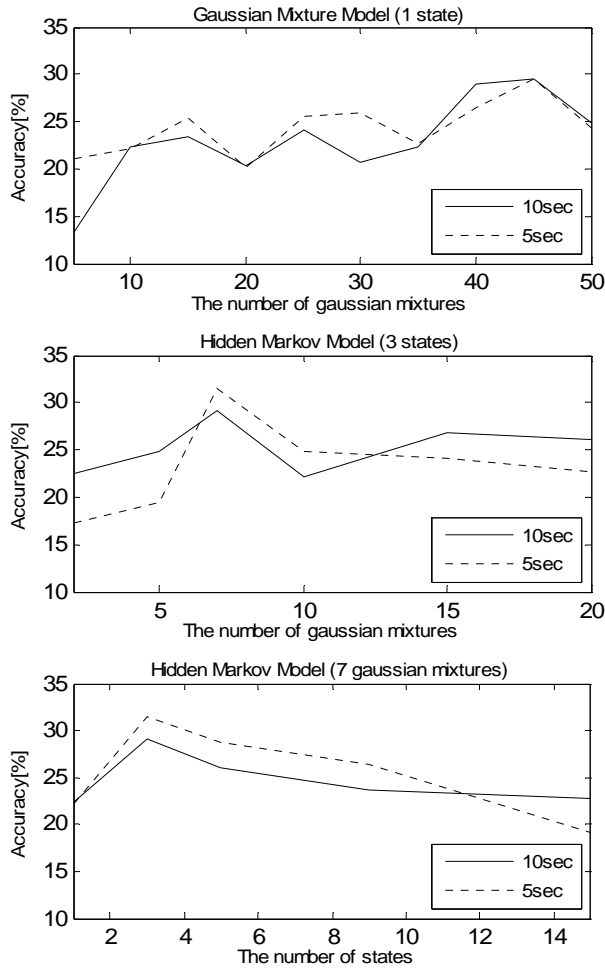 Gaussian Mixture Model (1 state)
35
30
25
20
15
10
Accuracy[%]
10sec
5sec
10 20 30 40 50
The number of gaussian mixtures
Hidden Markov Model (3 states)
35
30
25
20
15
10
Accuracy[%]
10sec
5sec
5 10 15 20
The number of gaussian mixtures
Hidden Markov Model (7 gaussian mixtures)
35
30
25
20
15
10
Accuracy[%]
10sec
5sec
2 4 6 8 10 12 14
The number of states